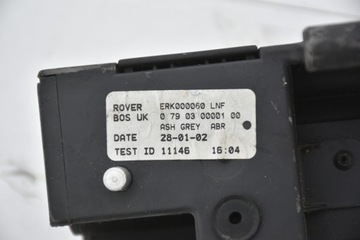 ROVER ERK000060 LNF
BOS UK 0 79 03 00001 00
ASH GREY ABR
DATE 28-01-02
TEST ID 11146 16:04